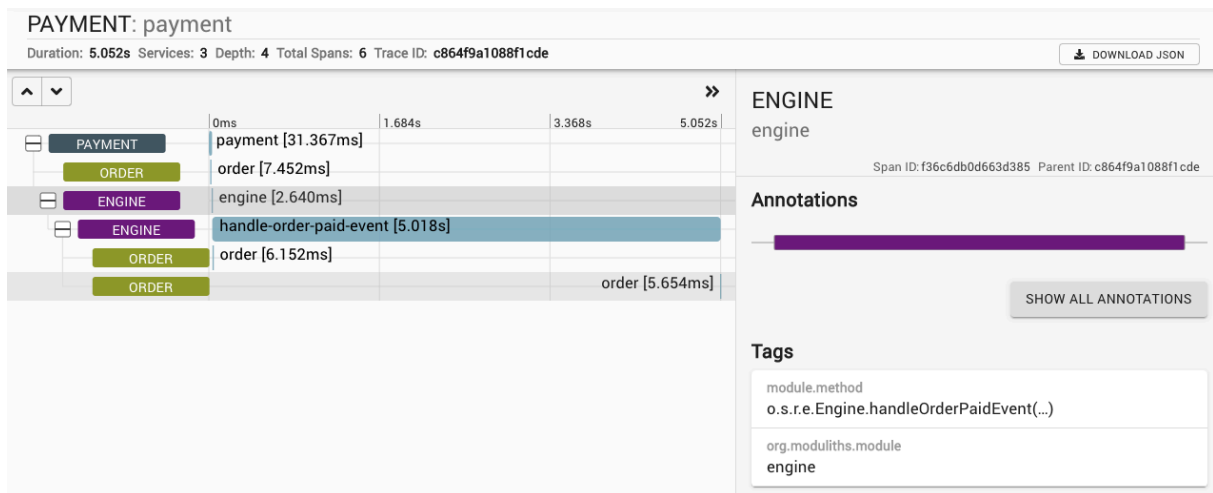 PAYMENT: payment
Duration: 5.052s Services: 3 Depth: 4 Total Spans: 6 Trace ID: c864f9a1088f1cde
DOWNLOAD JSON
0ms 1.684s 3.368s 5.052s
PAYMENT payment [31.367ms]
ORDER order [7.452ms]
ENGINE engine [2.640ms]
ENGINE handle-order-paid-event [5.018s]
ORDER order [6.152ms]
ORDER order [5.654ms]
ENGINE
engine
Span ID: f36c6db0d663d385 Parent ID: c864f9a1088f1cde
Annotations
SHOW ALL ANNOTATIONS
Tags
module.method
o.s.r.e.Engine.handleOrderPaidEvent(…)
org.moduliths.module
engine